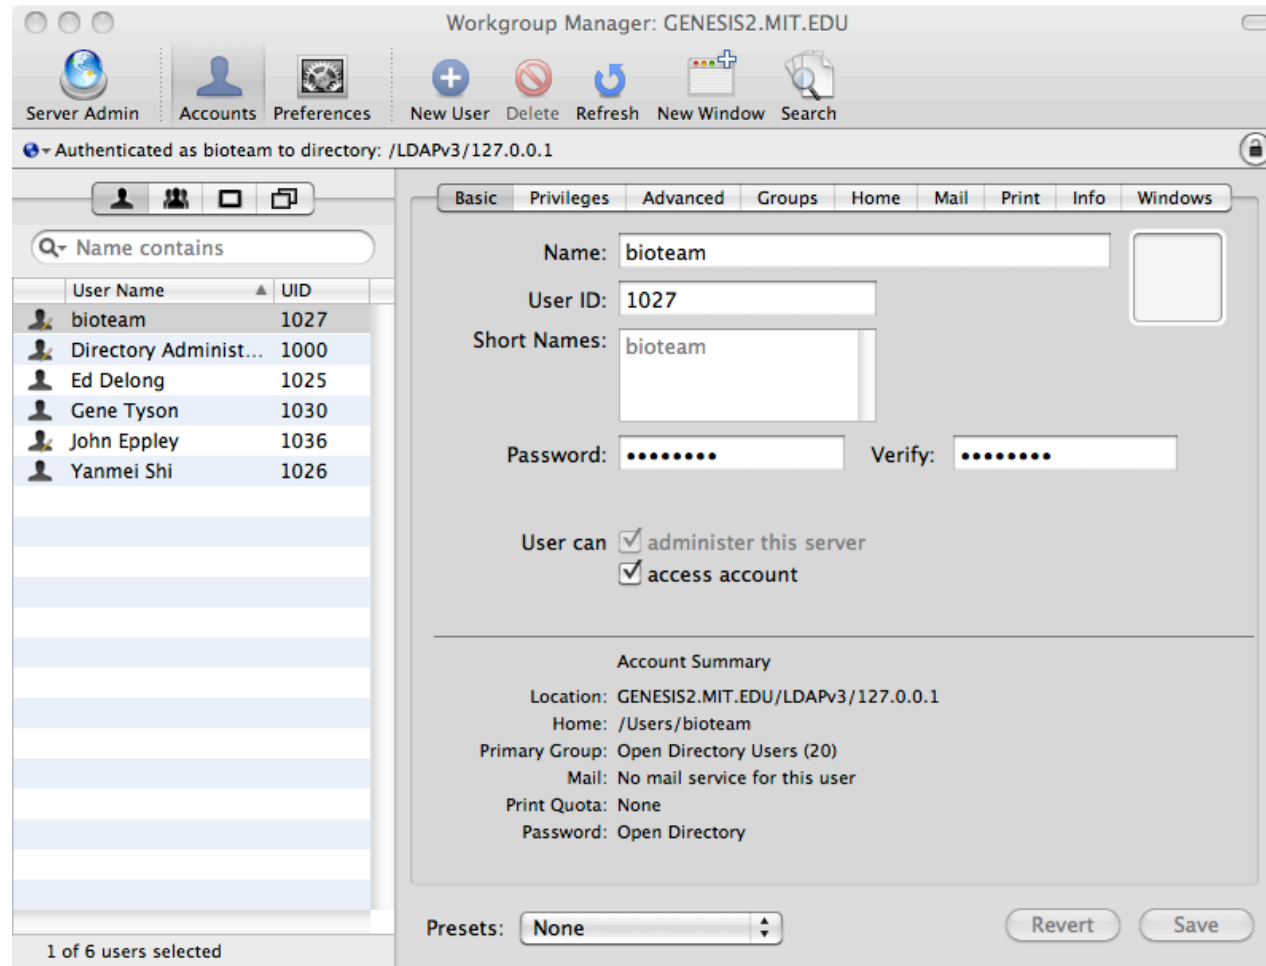 Workgroup Manager: GENESIS2.MIT.EDU
Server Admin Accounts Preferences New User Delete Refresh New Window Search
Authenticated as bioteam to directory: /LDAPv3/127.0.0.1
Basic Privileges Advanced Groups Home Mail Print Info Windows
Name contains
User Name UID
bioteam 1027
Directory Administ... 1000
Ed Delong 1025
Gene Tyson 1030
John Eppley 1036
Yanmei Shi 1026
1 of 6 users selected
Name: bioteam
User ID: 1027
Short Names: bioteam
Password: •••••••• Verify: ••••••••
User can administer this server
access account
Account Summary
Location: GENESIS2.MIT.EDU/LDAPv3/127.0.0.1
Home: /Users/bioteam
Primary Group: Open Directory Users (20)
Mail: No mail service for this user
Print Quota: None
Password: Open Directory
Presets: None Revert Save